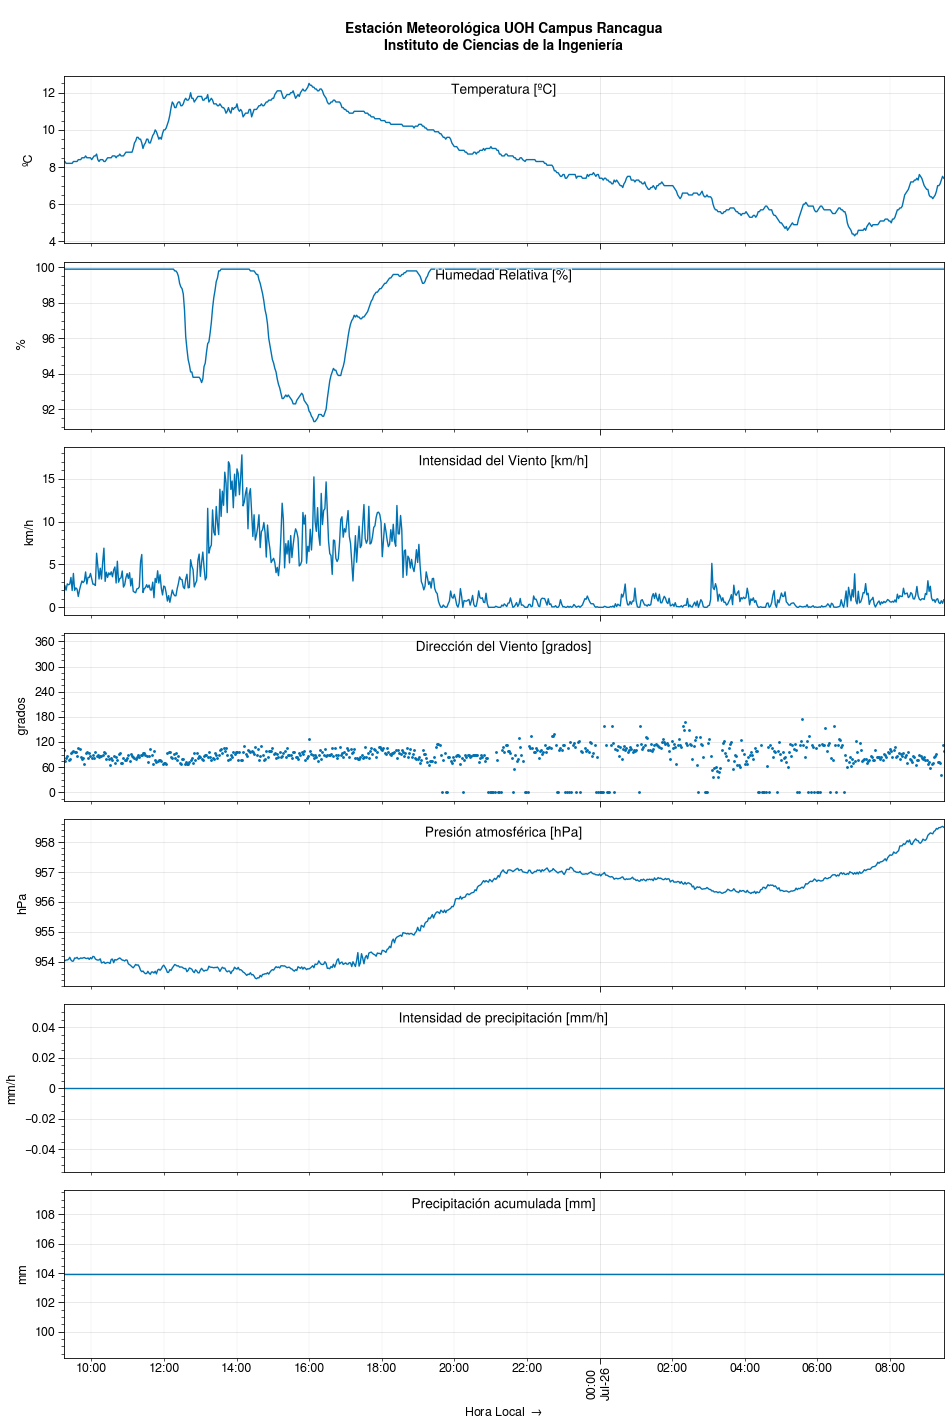 Estación Meteorológica UOH Campus Rancagua
Instituto de Ciencias de la Ingeniería
Temperatura [ºC]
12
10
8
6
4
ºC
Humedad Relativa [%]
100
98
96
94
92
%
Intensidad del Viento [km/h]
15
10
5
0
km/h
Dirección del Viento [grados]
360
300
240
180
120
60
0
grados
Presión atmosférica [hPa]
958
957
956
955
954
hPa
Intensidad de precipitación [mm/h]
0.04
0.02
0
−0.02
−0.04
mm/h
Precipitación acumulada [mm]
108
106
104
102
100
mm
10:00 12:00 14:00 16:00 18:00 20:00 22:00 00:00 02:00 04:00 06:00 08:00
Jul-26
Hora Local →